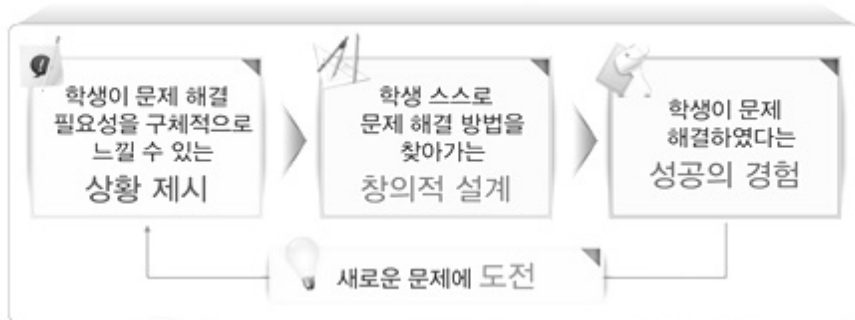 학생이 문제 해결
필요성을 구체적으로
느낄 수 있는
상황 제시
학생 스스로
문제 해결 방법을
찾아가는
창의적 설계
학생이 문제
해결하였다는
성공의 경험
새로운 문제에 도전